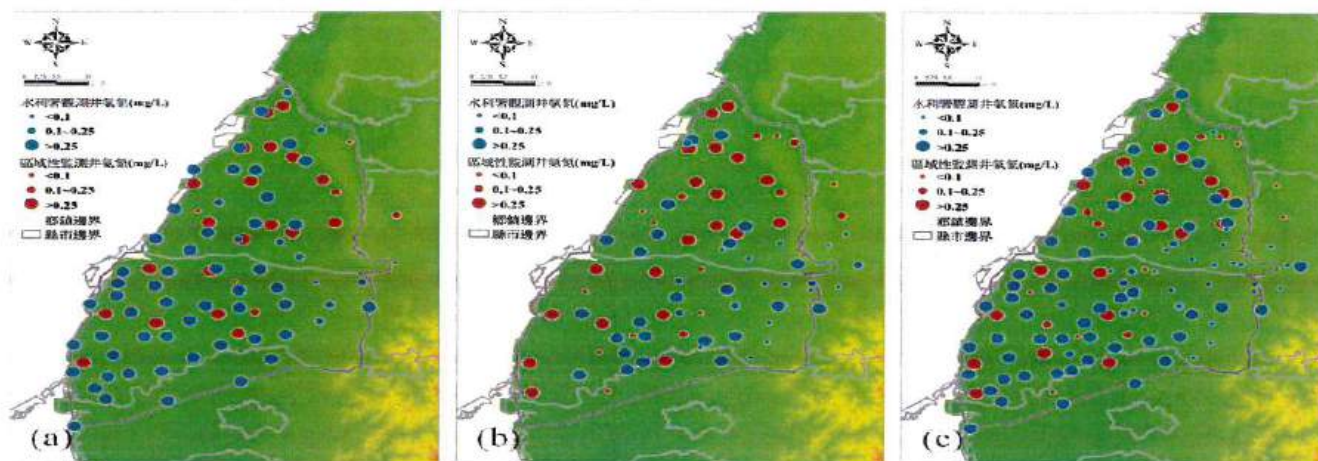 N
W E
S
水利署觀測井氨氮(mg/L)
<0.1
0.1~0.25
>0.25
區域性監測井氨氮(mg/L)
<0.1
0.1~0.25
>0.25
鄉鎮邊界
縣市邊界
(a)
N
W E
S
水利署觀測井氨氮(mg/L)
<0.1
0.1~0.25
>0.25
區域性監測井氨氮(mg/L)
<0.1
0.1~0.25
>0.25
鄉鎮邊界
縣市邊界
(b)
N
W E
S
水利署觀測井氨氮(mg/L)
<0.1
0.1~0.25
>0.25
區域性監測井氨氮(mg/L)
<0.1
0.1~0.25
>0.25
鄉鎮邊界
縣市邊界
(c)